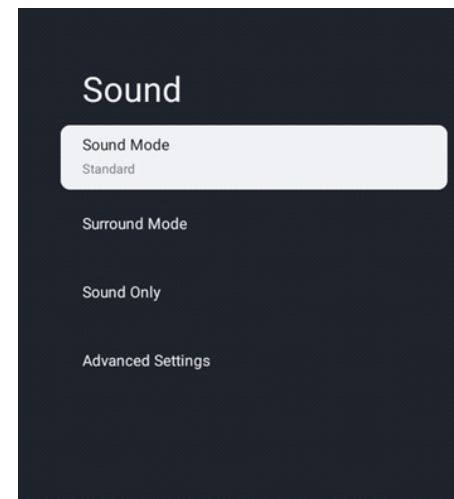 Sound
Sound Mode
Standard
Surround Mode
Sound Only
Advanced Settings